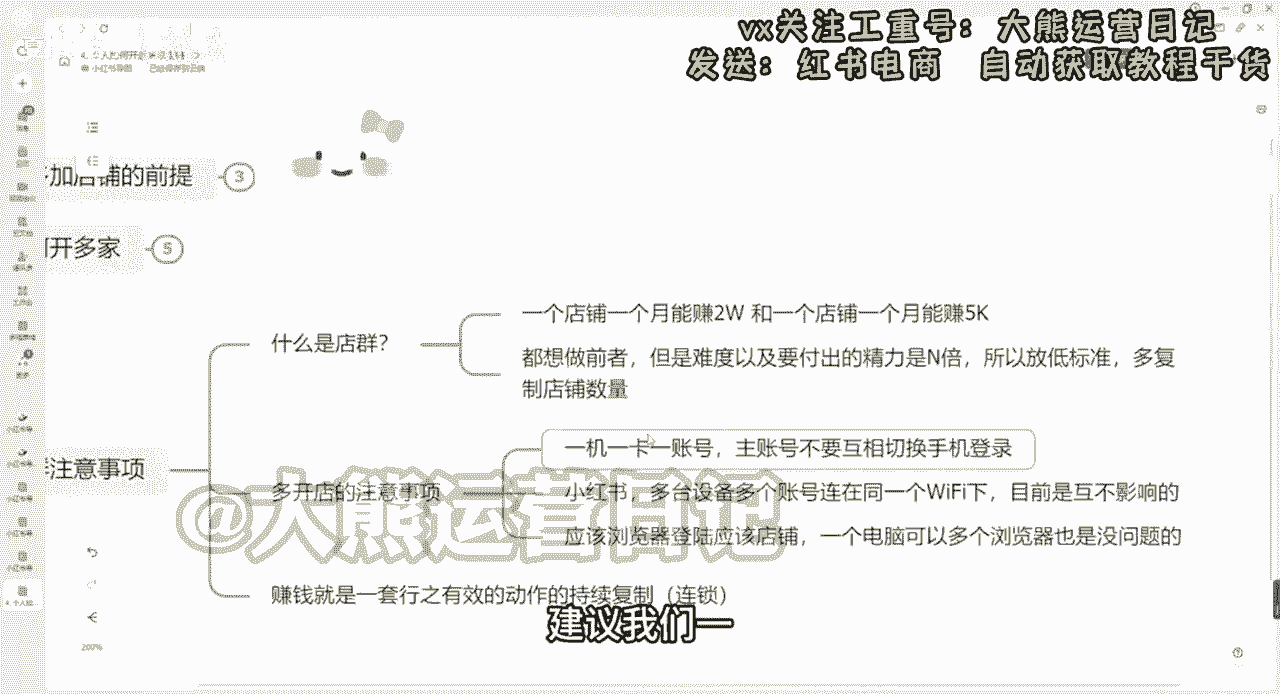 vx关注工重号：大熊运营日记
发送：红书电商 自动获取教程干货
加店铺的前提
3
开多家
5
什么是店群？
一个店铺一个月能赚2W 和一个店铺一个月能赚5K
都想做前者，但是难度以及要付出的精力是N倍，所以放低标准，多复
制店铺数量
注意事项
多开店的注意事项
一机一卡一账号，主账号不要互相切换手机登录
小红书，多台设备多个账号连在同一个WiFi下，目前是互不影响的
应该浏览器登陆应该店铺，一个电脑可以多个浏览器也是没问题的
@大熊运营日记
赚钱就是一套行之有效的动作的持续复制（连锁）
建议我们一
200%